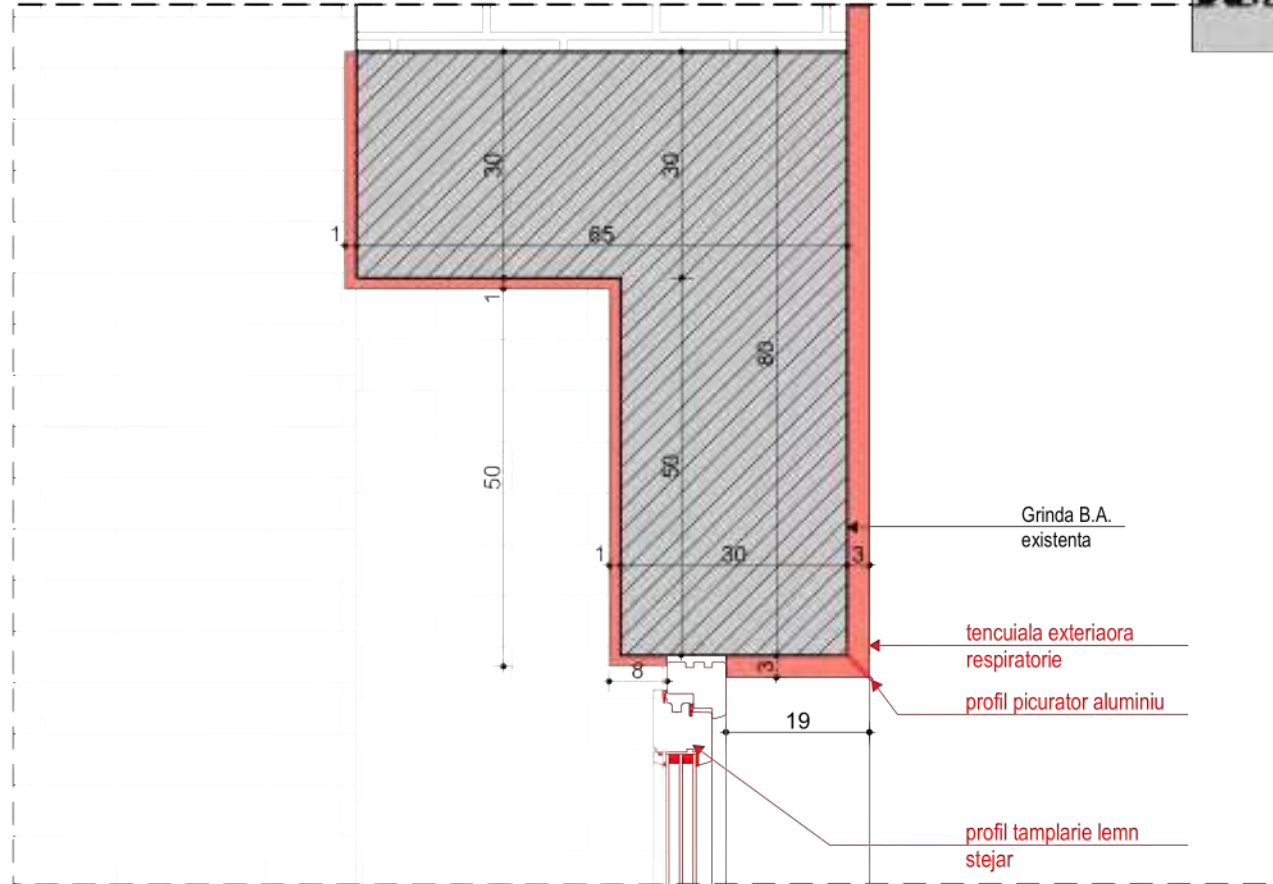 30
30
1
65
1
80
50
50
Grinda B.A.
existenta
1
30
3
tencuiala exteriaora
respiratorie
8
3
profil picurator aluminiu
19
profil tamplarie lemn
stejar